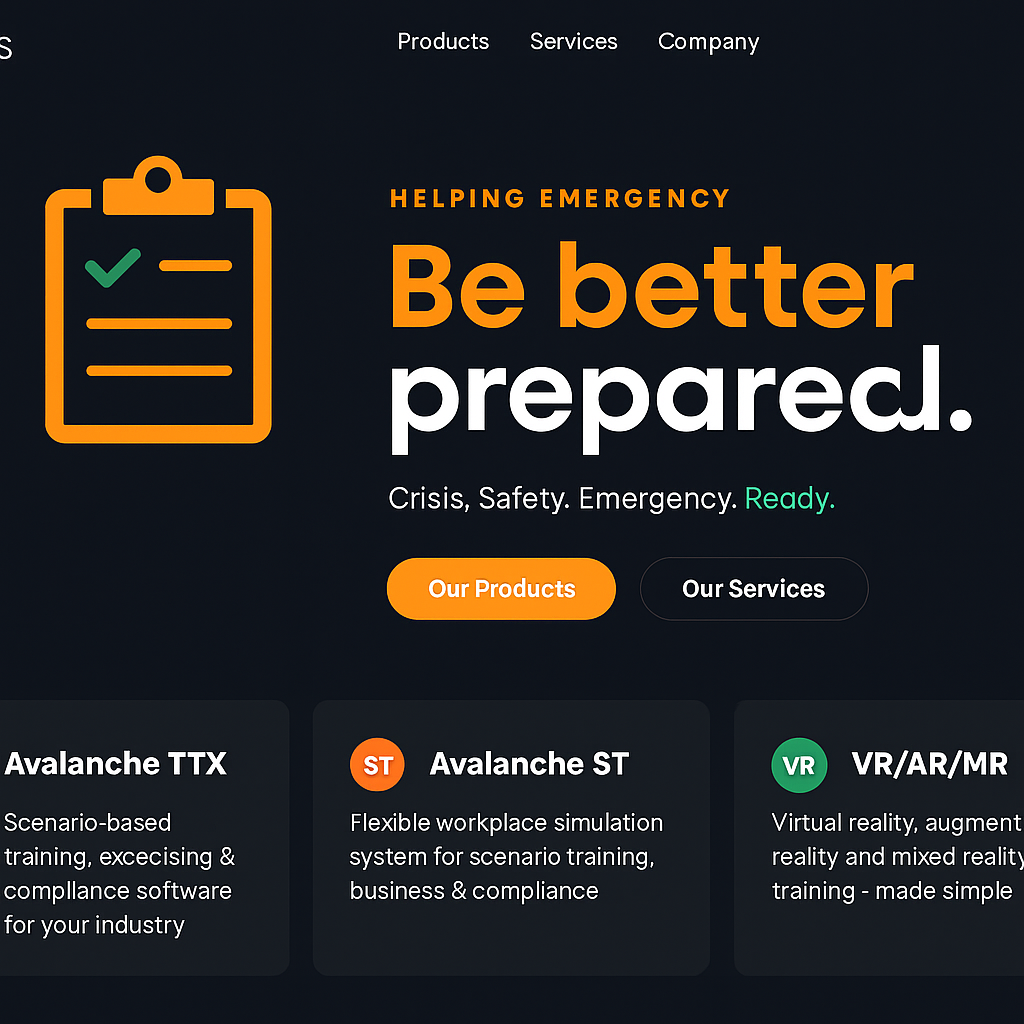 S
Products Services Company
HELPING EMERGENCY
Be better
prepared.
Crisis, Safety. Emergency. Ready.
Our Products Our Services
Avalanche TTX
Scenario-based
training, excecising &
compllance software
for your industry
ST Avalanche ST
Flexible workplace simulation
system for scenario training,
business & compliance
VR VR/AR/MR
Virtual reality, augment
reality and mixed reality
training - made simple